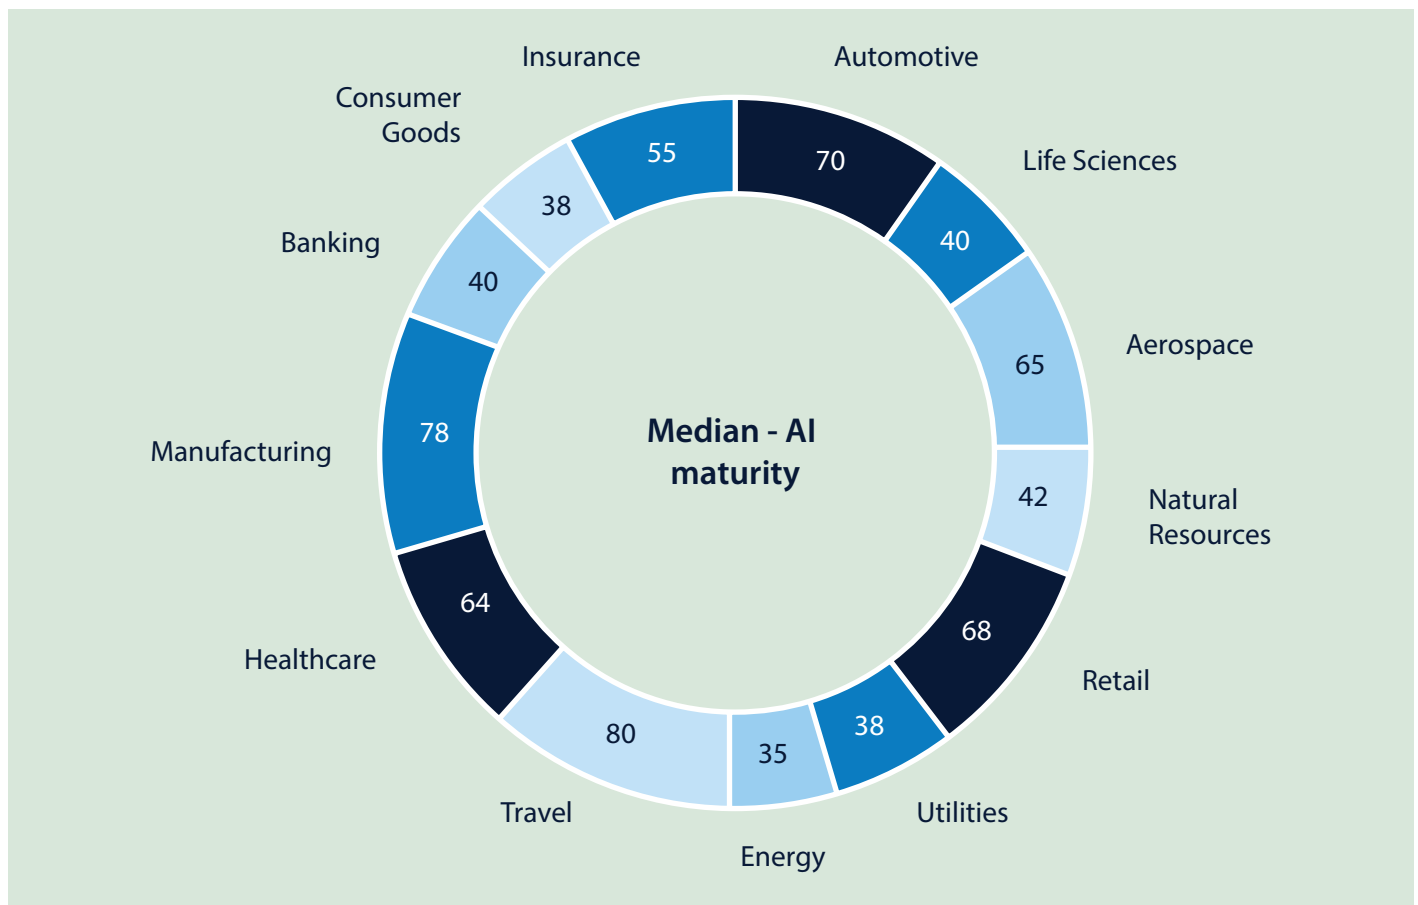 Insurance
Automotive
Consumer
Goods
Life Sciences
Banking
Aerospace
Manufacturing
Natural
Resources
Healthcare
Retail
Travel
Utilities
Energy
55
70
38
40
40
65
78
42
64
68
80
35
38
Median - AI
maturity